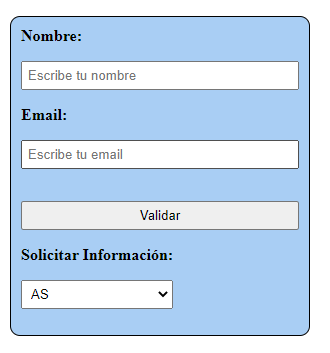 Nombre:
Escribe tu nombre
Email:
Escribe tu email
Validar
Solicitar Información:
AS